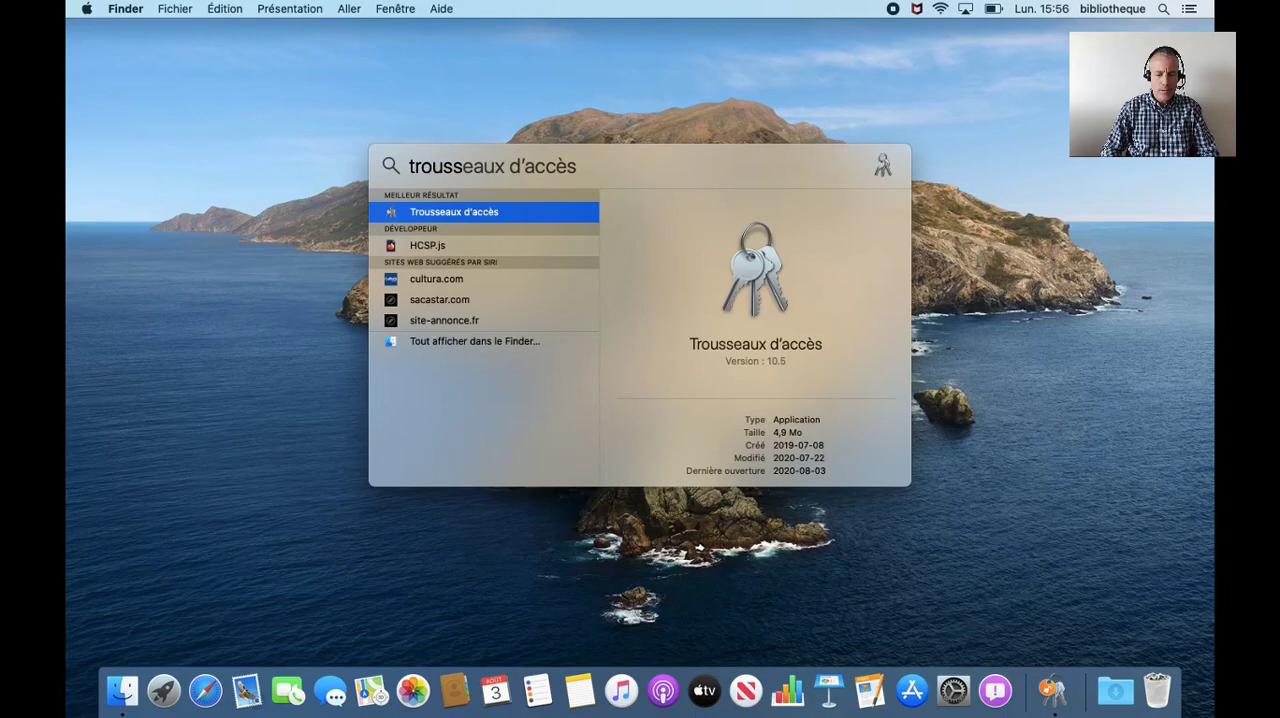 Finder Fichier Édition Présentation Aller Fenêtre Aide Lun. 15:56 bibliotheque
trousseaux d'accès
MEILLEUR RÉSULTAT
Trousseaux d'accès
DÉVELOPPEUR
HCSP.js
SITES WEB SUGGÉRÉS PAR SIRI
cultura.com
sacastar.com
site-annonce.fr
Tout afficher dans le Finder...
Trousseaux d'accès
Version : 10.5
Type Application
Taille 4,9 Mo
Créé 2019-07-08
Modifié 2020-07-22
Dernière ouverture 2020-08-03
AOÛT
3
tv